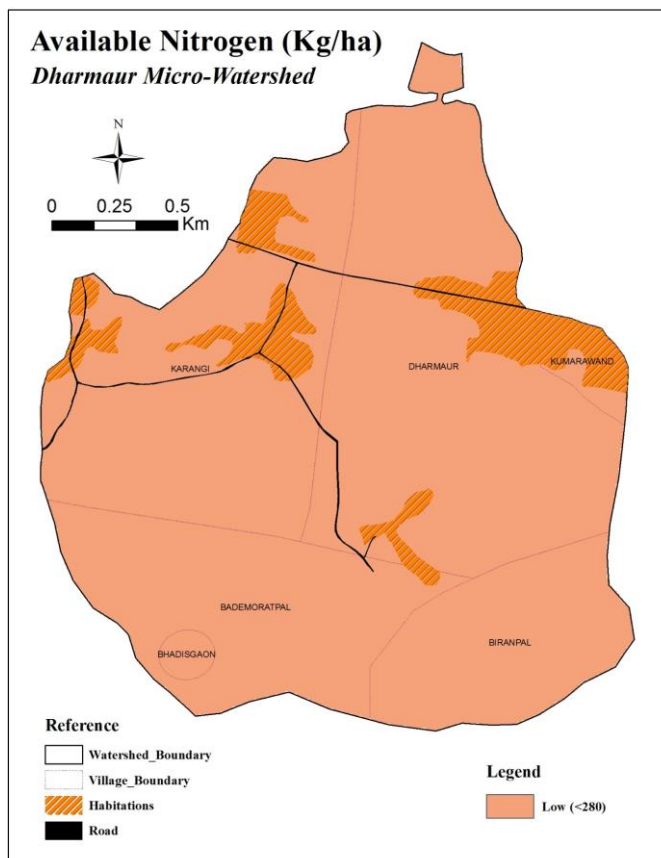 Available Nitrogen (Kg/ha)
Dharmaur Micro-Watershed
N
0 0.25 0.5
Km
KUMARAWAND
KARANGI
DHARMAUR
BADEMORATPAL
BIRANPAL
BHADISGAON
Reference
Watershed_Boundary
Village_Boundary
Habitations
Road
Legend
Low (<280)